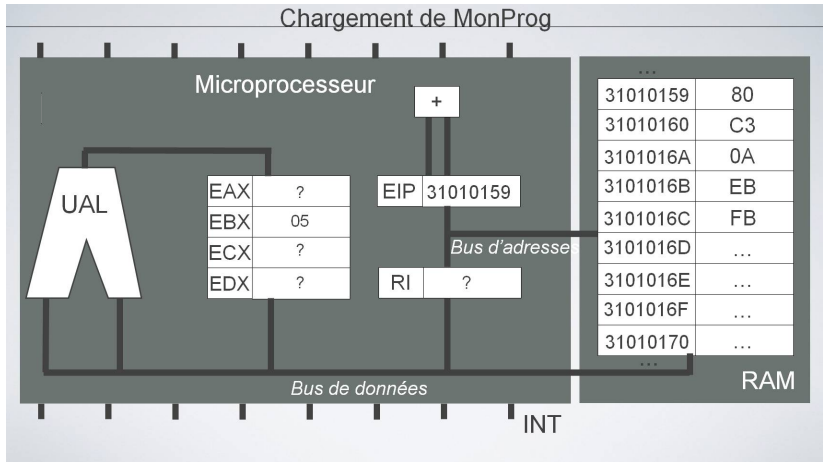 Chargement de MonProg
Microprocesseur
+
UAL
EAX ?
EBX 05
ECX ?
EDX ?
EIP 31010159
Bus d'adresses
RI ?
Bus de données
INT
...
31010159 80
31010160 C3
3101016A 0A
3101016B EB
3101016C FB
3101016D ...
3101016E ...
3101016F ...
31010170 ...
...
RAM